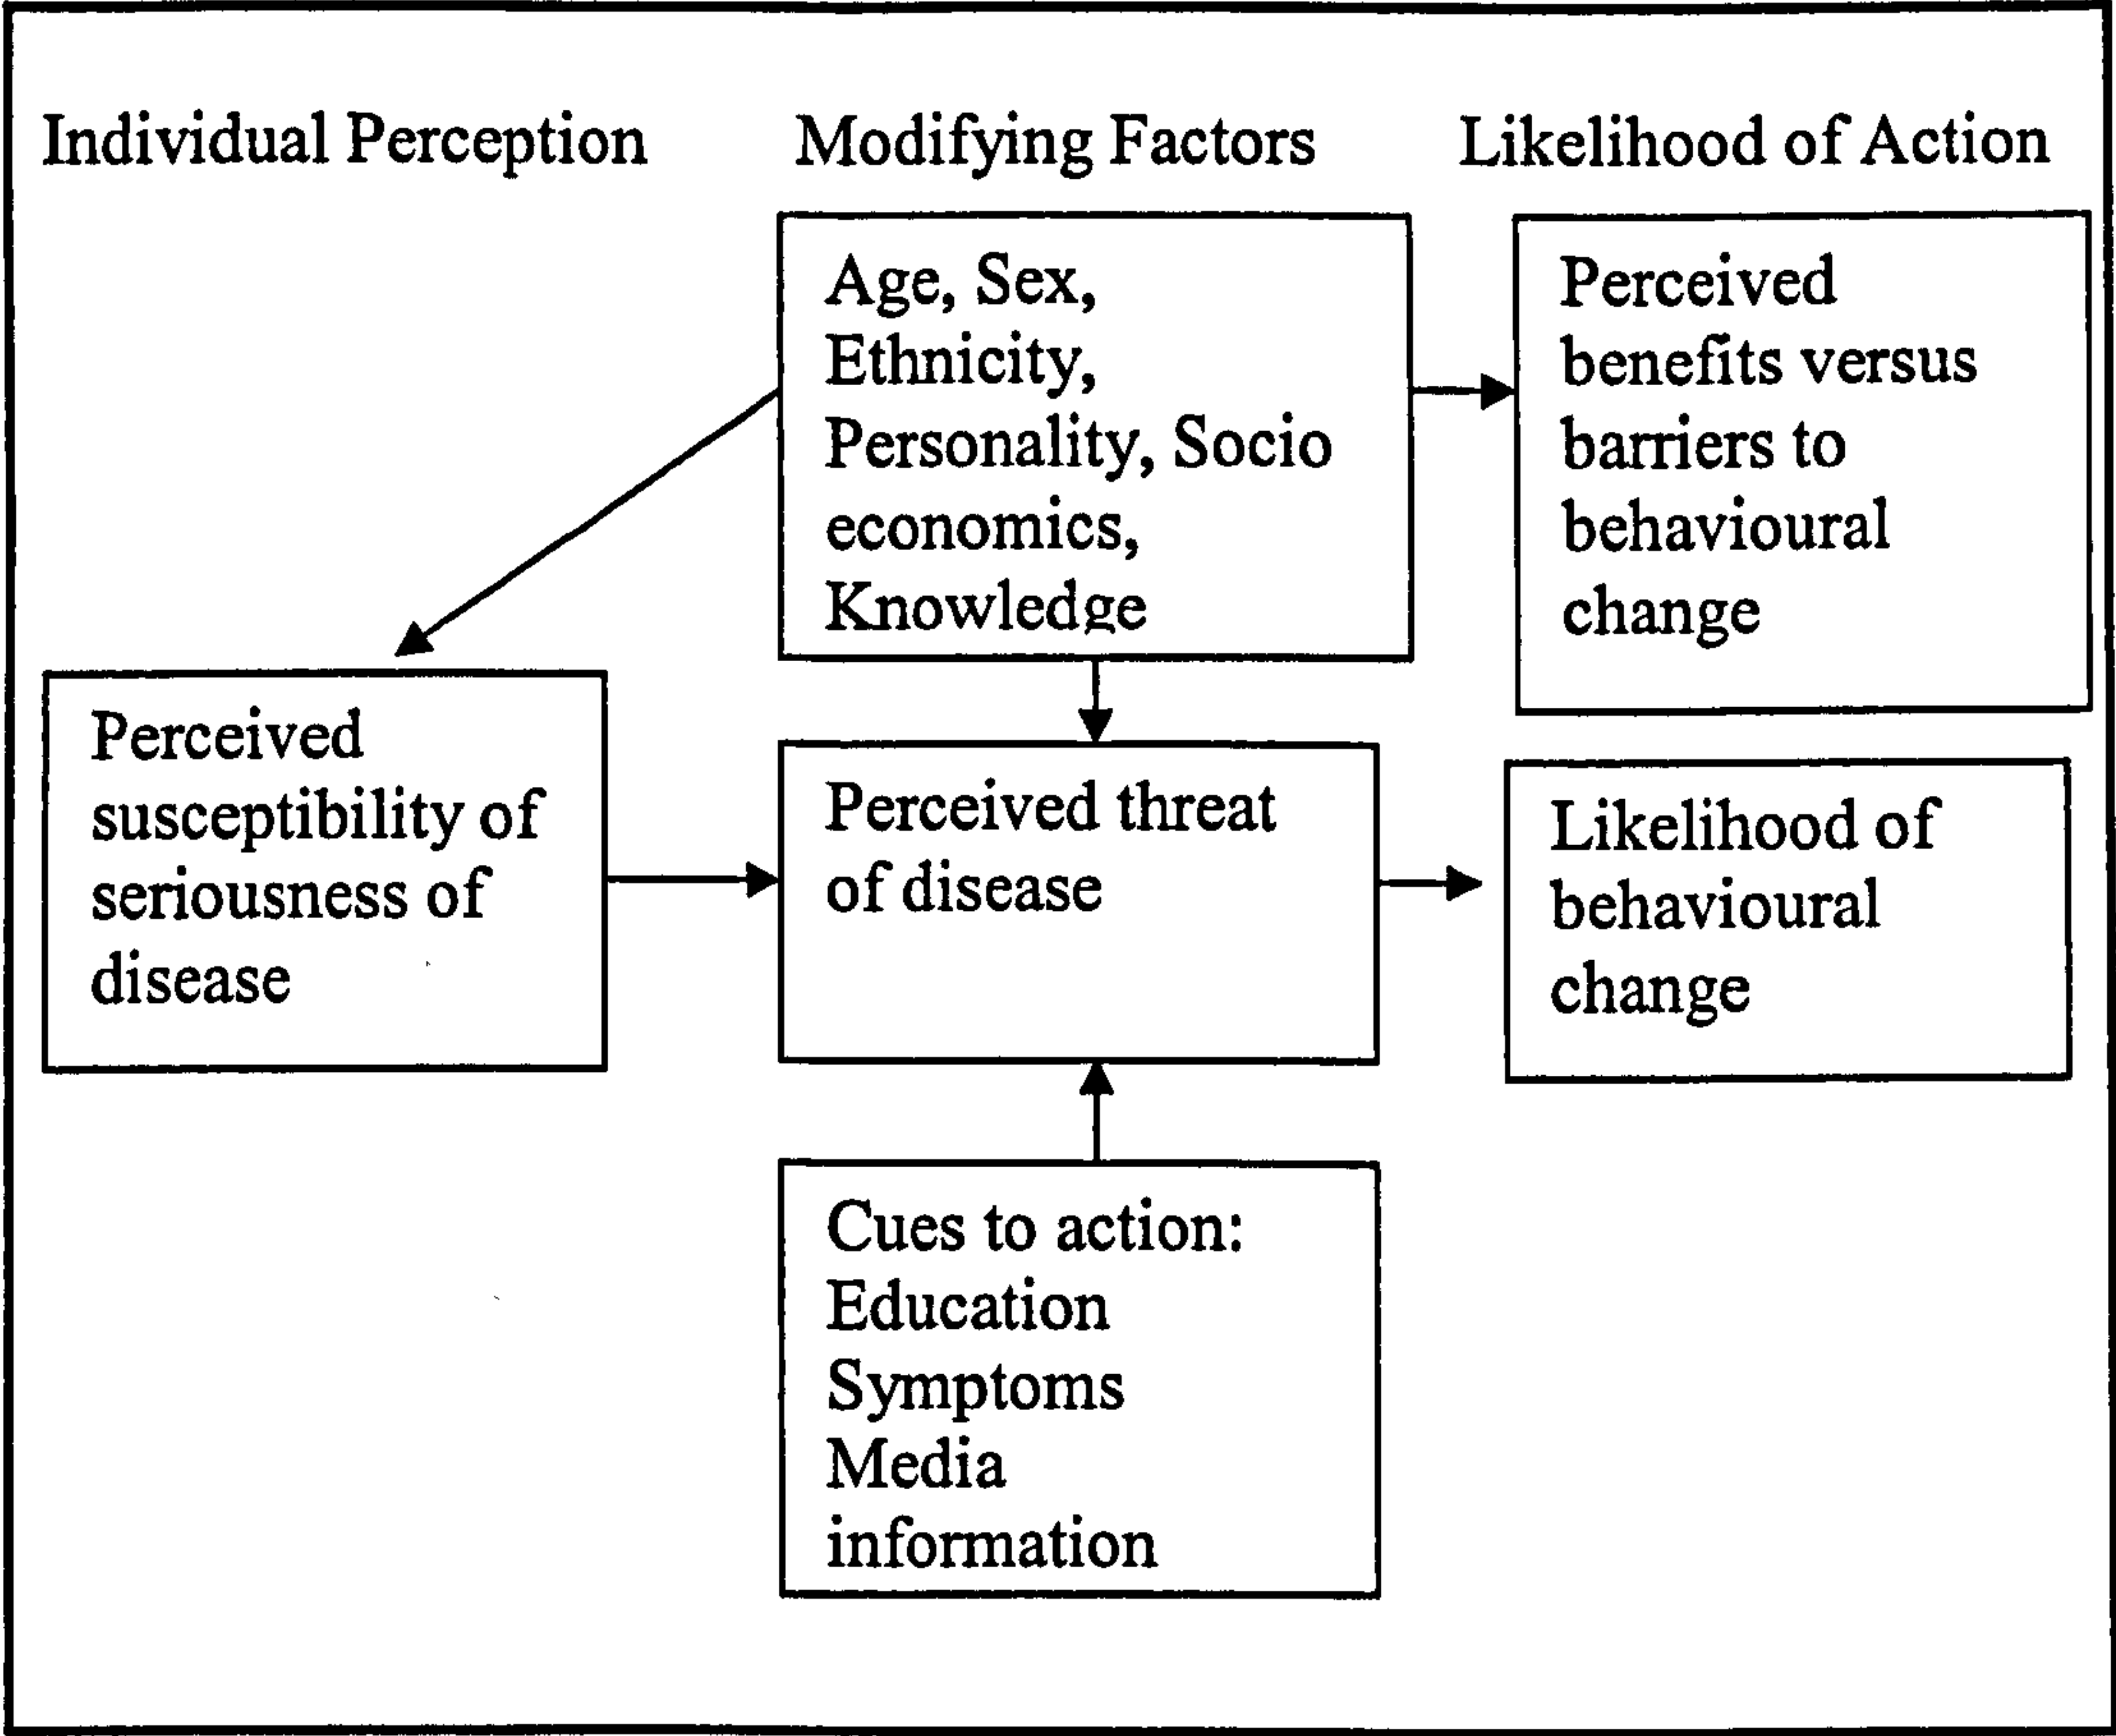 Individual Perception
Modifying Factors
Likelihood of Action
Age, Sex,
Ethnicity,
Personality, Socio
economics,
Knowledge
Perceived
benefits versus
barriers to
behavioural
change
Perceived
susceptibility of
seriousness of
disease
Perceived threat
of disease
Likelihood of
behavioural
change
Cues to action:
Education
Symptoms
Media
information